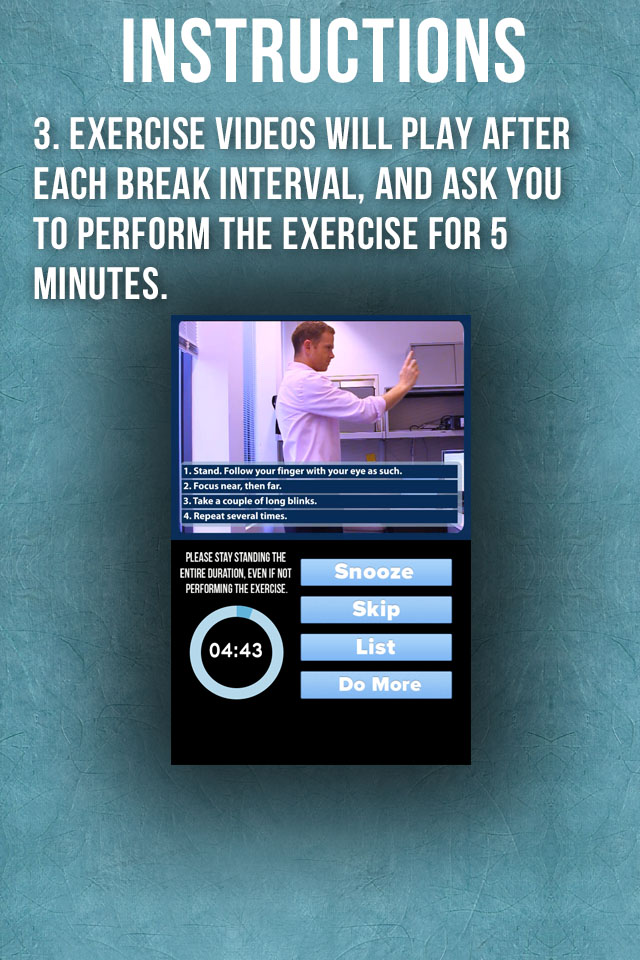 INSTRUCTIONS
3. EXERCISE VIDEOS WILL PLAY AFTER
EACH BREAK INTERVAL, AND ASK YOU
TO PERFORM THE EXERCISE FOR 5
MINUTES.
1. Stand. Follow your finger with your eye as such.
2. Focus near, then far.
3. Take a couple of long blinks.
4. Repeat several times.
PLEASE STAY STANDING THE
ENTIRE DURATION, EVEN IF NOT
PERFORMING THE EXERCISE.
04:43
Snooze
Skip
List
Do More